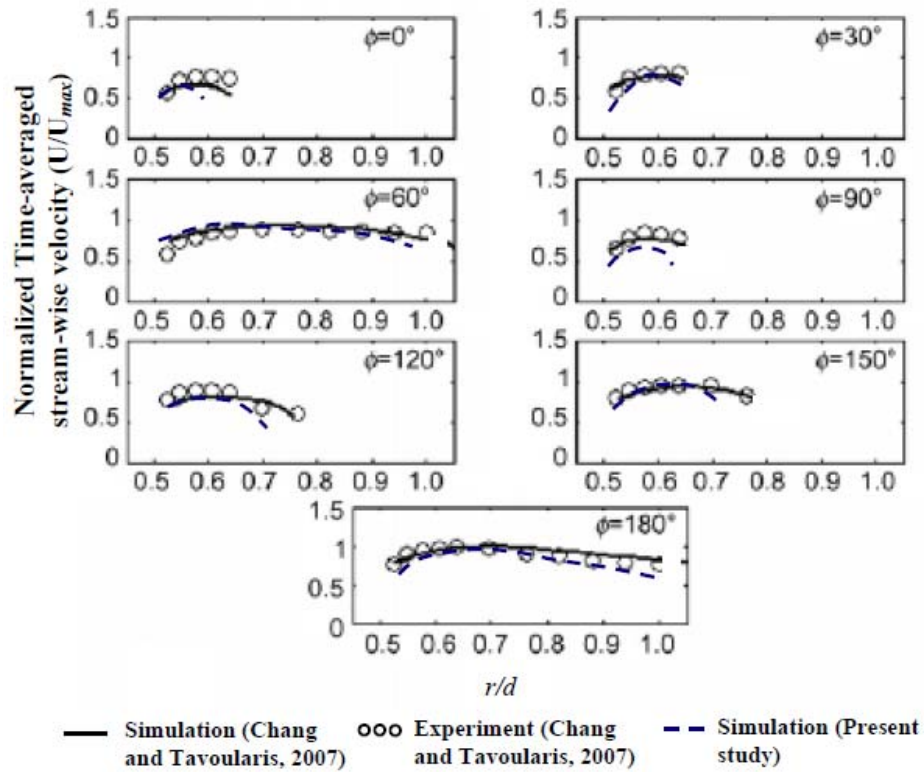 Normalized Time-averaged
stream-wise velocity (U/Umax)
1.5
1
0.5
0
ϕ=0°
0.5 0.6 0.7 0.8 0.9 1.0
1.5
1
0.5
0
ϕ=30°
0.5 0.6 0.7 0.8 0.9 1.0
1.5
1
0.5
0
ϕ=60°
0.5 0.6 0.7 0.8 0.9 1.0
1.5
1
0.5
0
ϕ=90°
0.5 0.6 0.7 0.8 0.9 1.0
1.5
1
0.5
0
ϕ=120°
0.5 0.6 0.7 0.8 0.9 1.0
1.5
1
0.5
0
ϕ=150°
0.5 0.6 0.7 0.8 0.9 1.0
1.5
1
0.5
0
ϕ=180°
0.5 0.6 0.7 0.8 0.9 1.0
r/d
Simulation (Chang
and Tavoularis, 2007)
Experiment (Chang
and Tavoularis, 2007)
Simulation (Present
study)